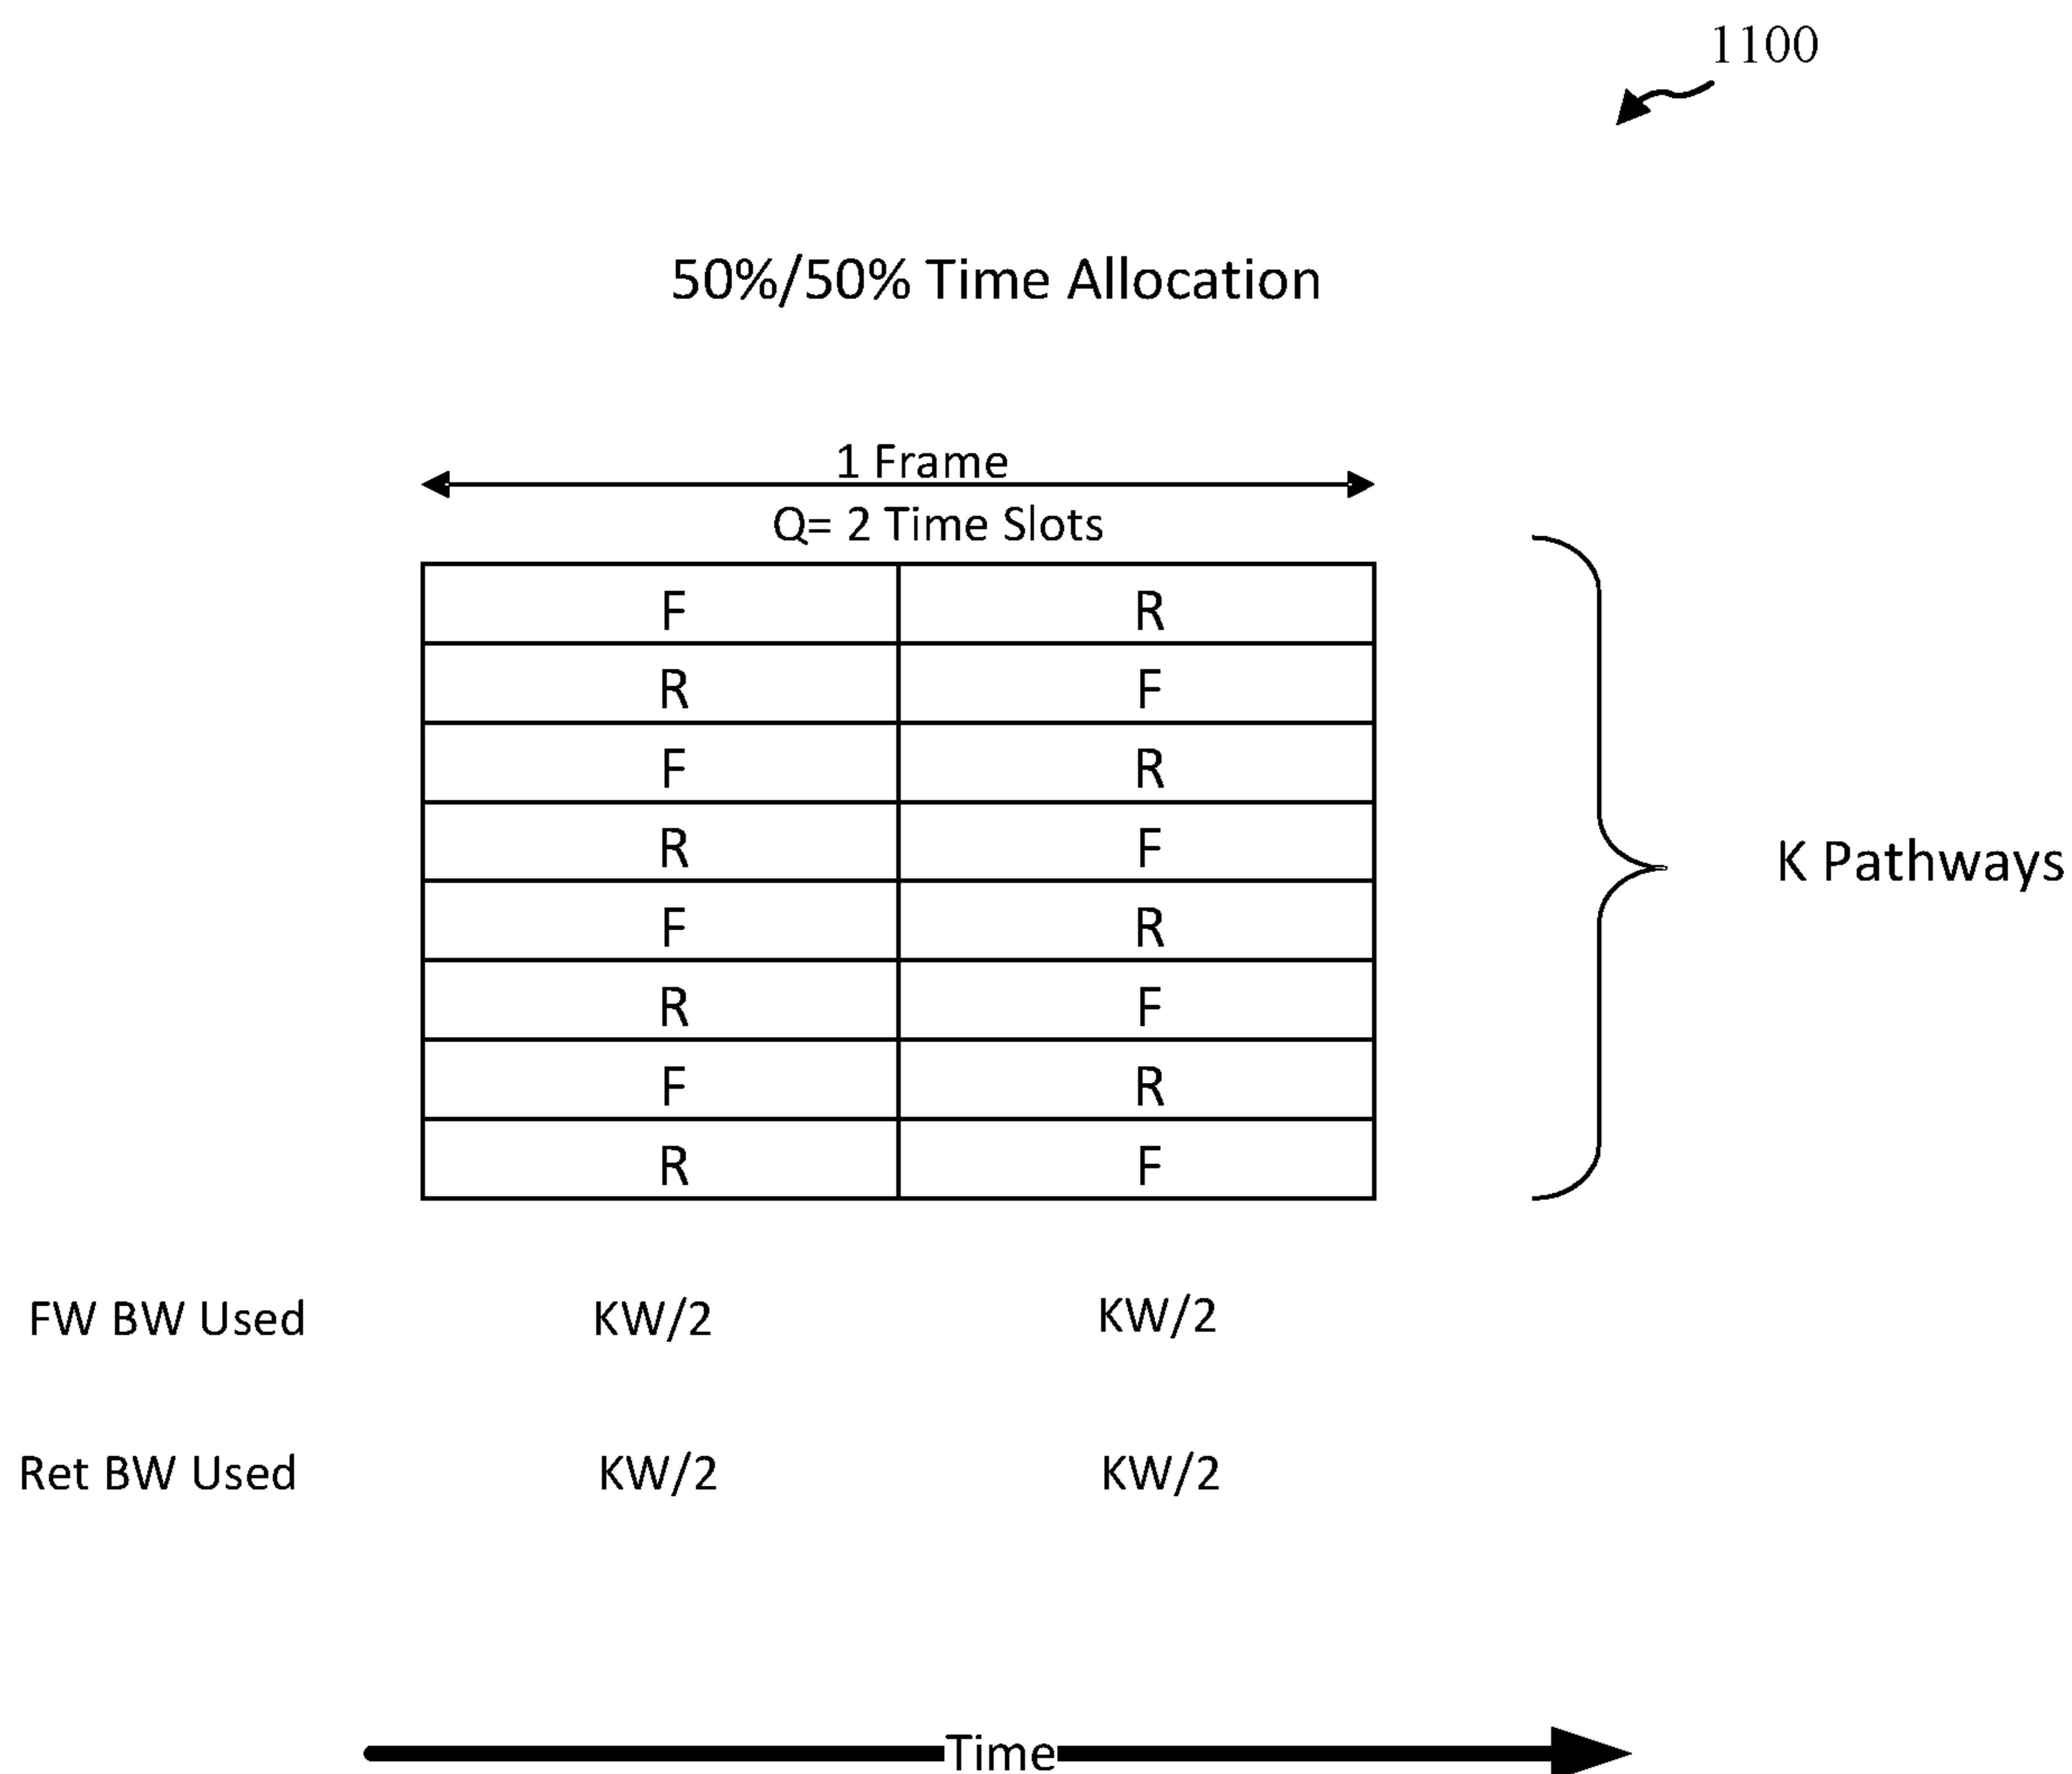 1100
50%/50% Time Allocation
1 Frame
Q= 2 Time Slots
F R
R F
F R
R F
F R
R F
F R
R F
K Pathways
FW BW Used KW/2 KW/2
Ret BW Used KW/2 KW/2
Time